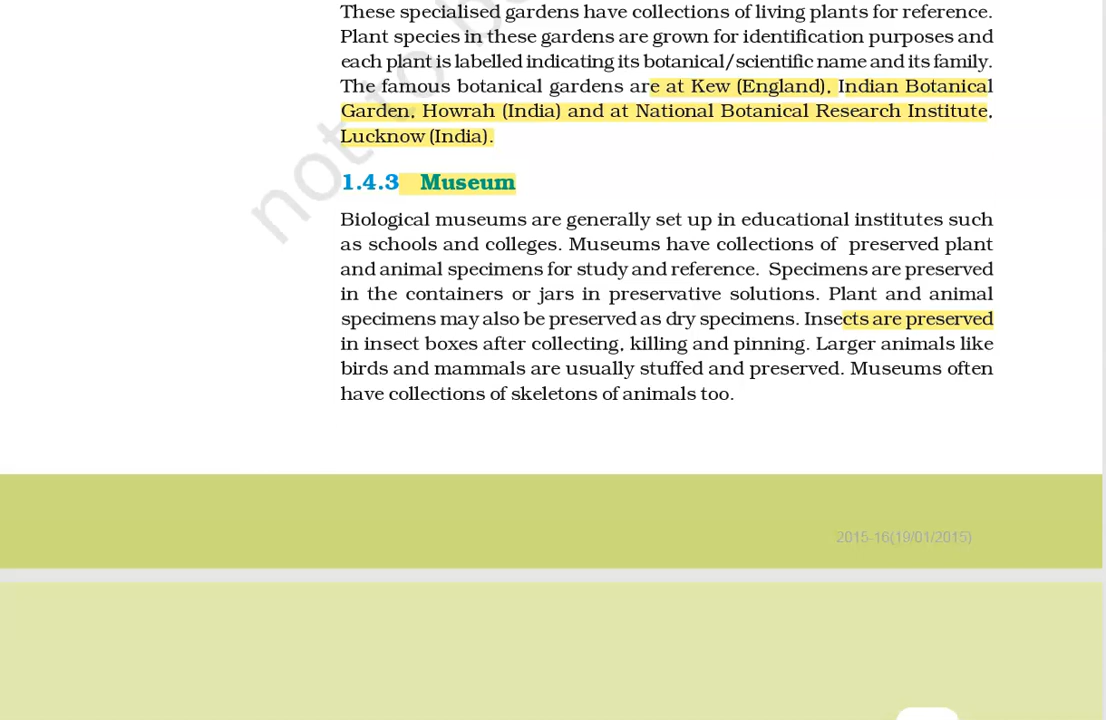 These specialised gardens have collections of living plants for reference.
Plant species in these gardens are grown for identification purposes and
each plant is labelled indicating its botanical/scientific name and its family.
The famous botanical gardens are at Kew (England), Indian Botanical
Garden, Howrah (India) and at National Botanical Research Institute,
Lucknow (India).
1.4.3 Museum
Biological museums are generally set up in educational institutes such
as schools and colleges. Museums have collections of preserved plant
and animal specimens for study and reference. Specimens are preserved
in the containers or jars in preservative solutions. Plant and animal
specimens may also be preserved as dry specimens. Insects are preserved
in insect boxes after collecting, killing and pinning. Larger animals like
birds and mammals are usually stuffed and preserved. Museums often
have collections of skeletons of animals too.
not to be
2015-16(19/01/2015)